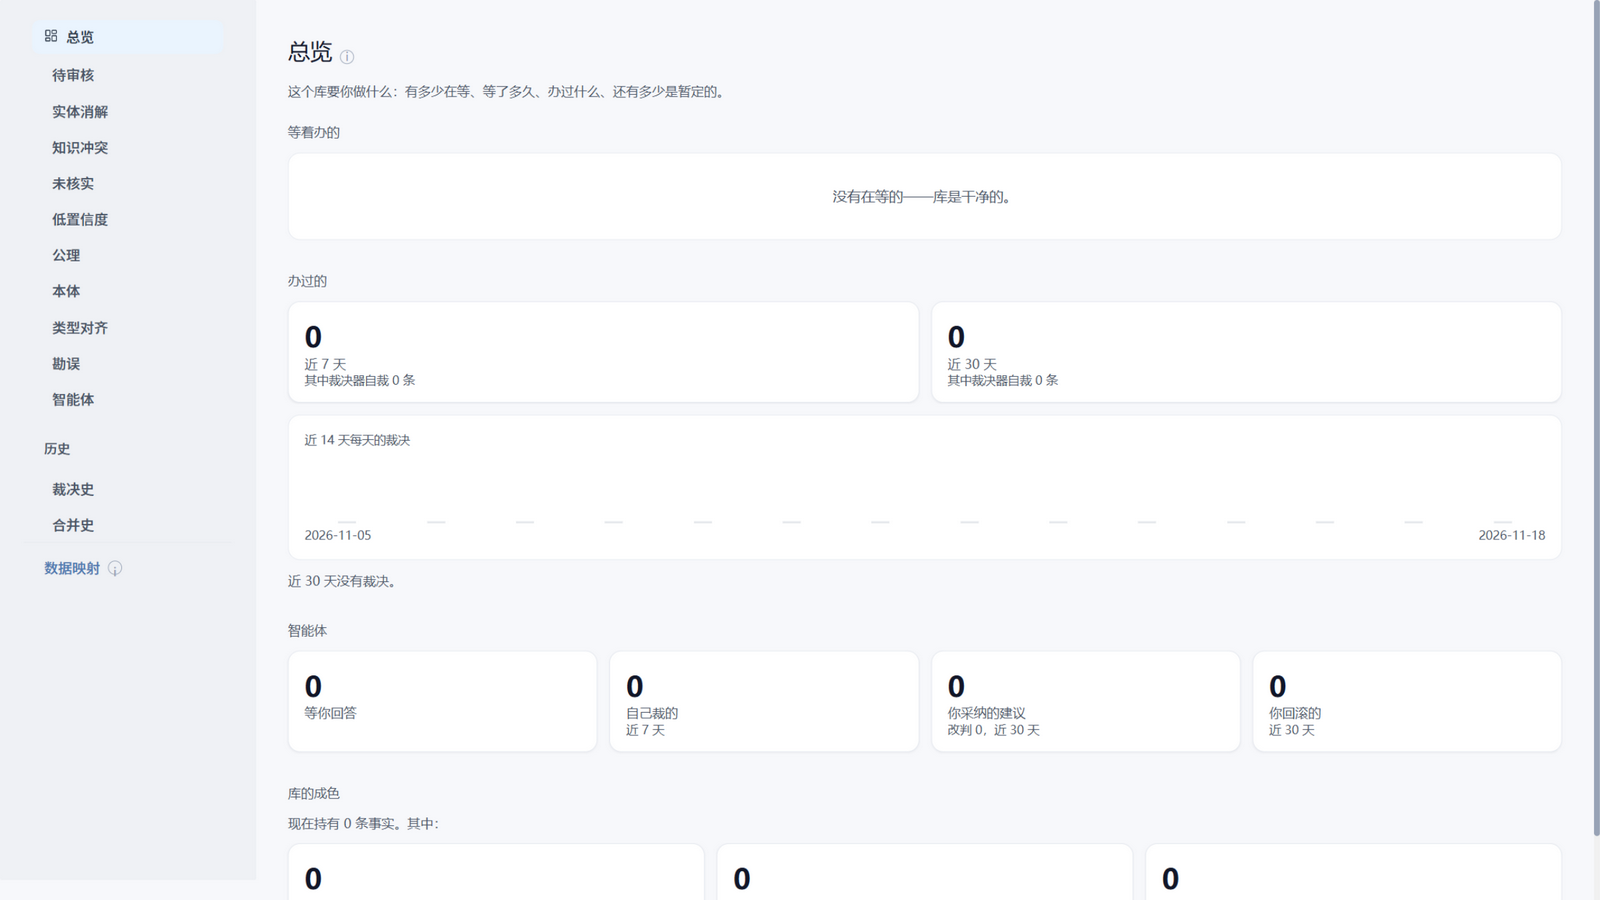 总览
待审核
实体消解
知识冲突
未核实
低置信度
公理
本体
类型对齐
勘误
智能体
历史
裁决史
合并史
数据映射
总览
这个库要你做什么：有多少在等、等了多久、办过什么、还有多少是暂定的。
等着办的
没有在等的——库是干净的。
办过的
0
近 7 天
其中裁决器自裁 0 条
0
近 30 天
其中裁决器自裁 0 条
近 14 天每天的裁决
2026-11-05
2026-11-18
近 30 天没有裁决。
智能体
0
等你回答
0
自己裁的
近 7 天
0
你采纳的建议
改判 0，近 30 天
0
你回滚的
近 30 天
库的成色
现在持有 0 条事实。其中：
0
0
0